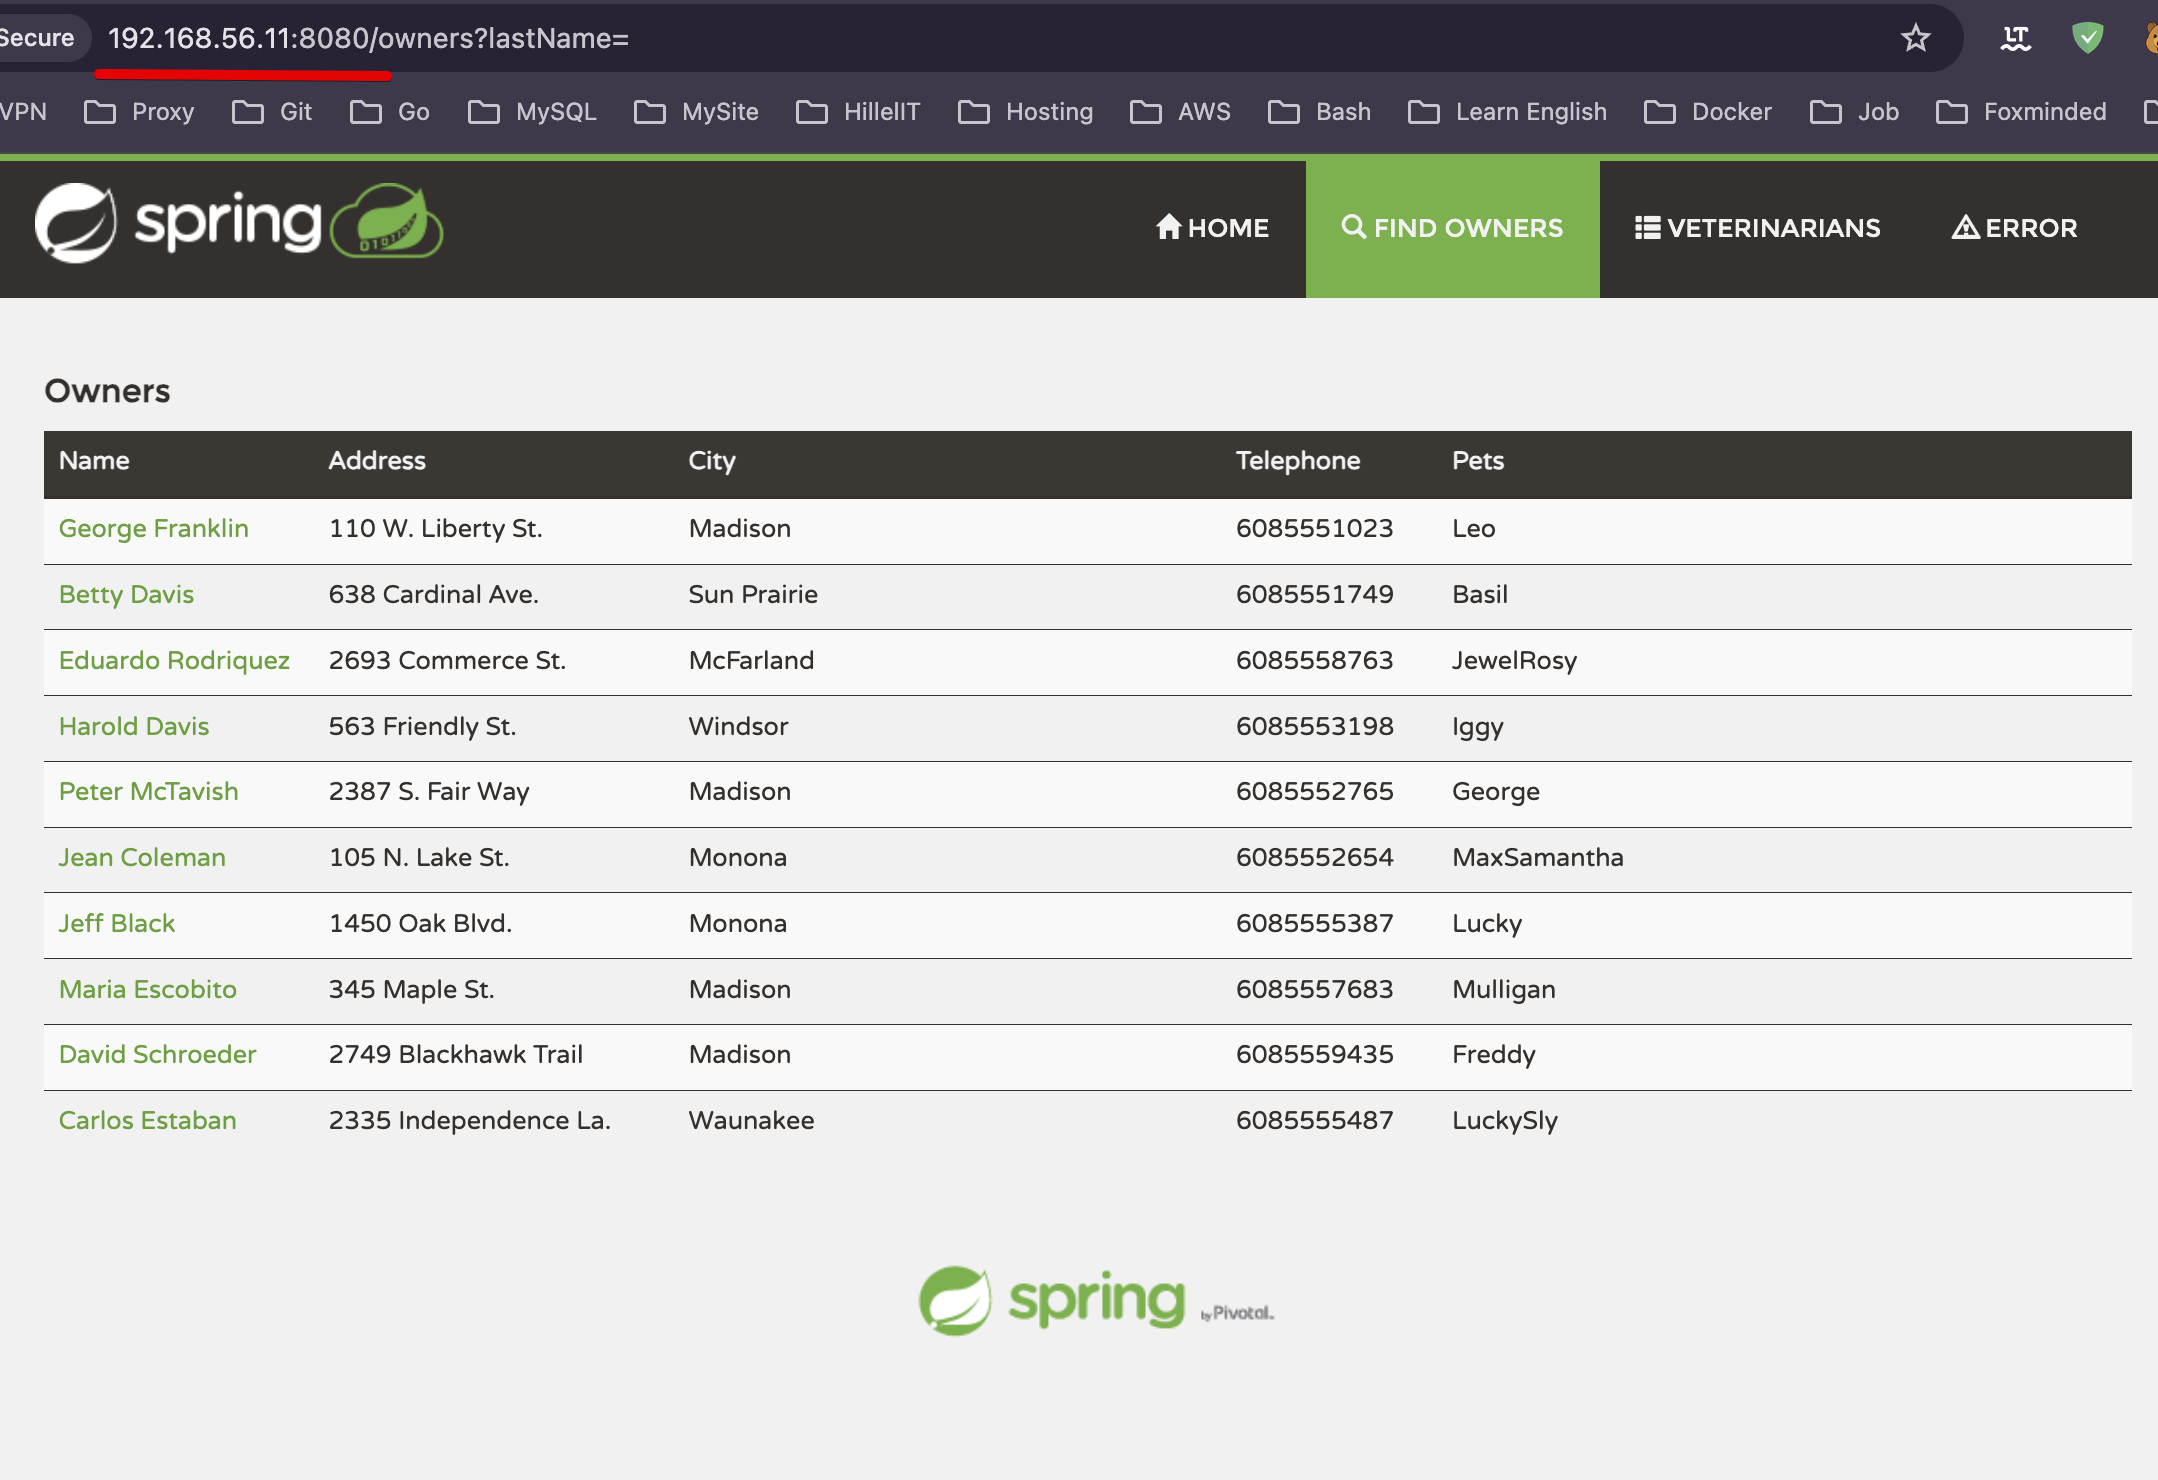 Secure 192.168.56.11:8080/owners?lastName=
VPN Proxy Git Go MySQL MySite HillelIT Hosting AWS Bash Learn English Docker Job Foxminded
spring HOME FIND OWNERS VETERINARIANS ERROR
Owners
Name Address City Telephone Pets
George Franklin 110 W. Liberty St. Madison 6085551023 Leo
Betty Davis 638 Cardinal Ave. Sun Prairie 6085551749 Basil
Eduardo Rodriquez 2693 Commerce St. McFarland 6085558763 JewelRosy
Harold Davis 563 Friendly St. Windsor 6085553198 Iggy
Peter McTavish 2387 S. Fair Way Madison 6085552765 George
Jean Coleman 105 N. Lake St. Monona 6085552654 MaxSamantha
Jeff Black 1450 Oak Blvd. Monona 6085555387 Lucky
Maria Escobito 345 Maple St. Madison 6085557683 Mulligan
David Schroeder 2749 Blackhawk Trail Madison 6085559435 Freddy
Carlos Estaban 2335 Independence La. Waunakee 6085555487 LuckySly
spring by Pivotal.